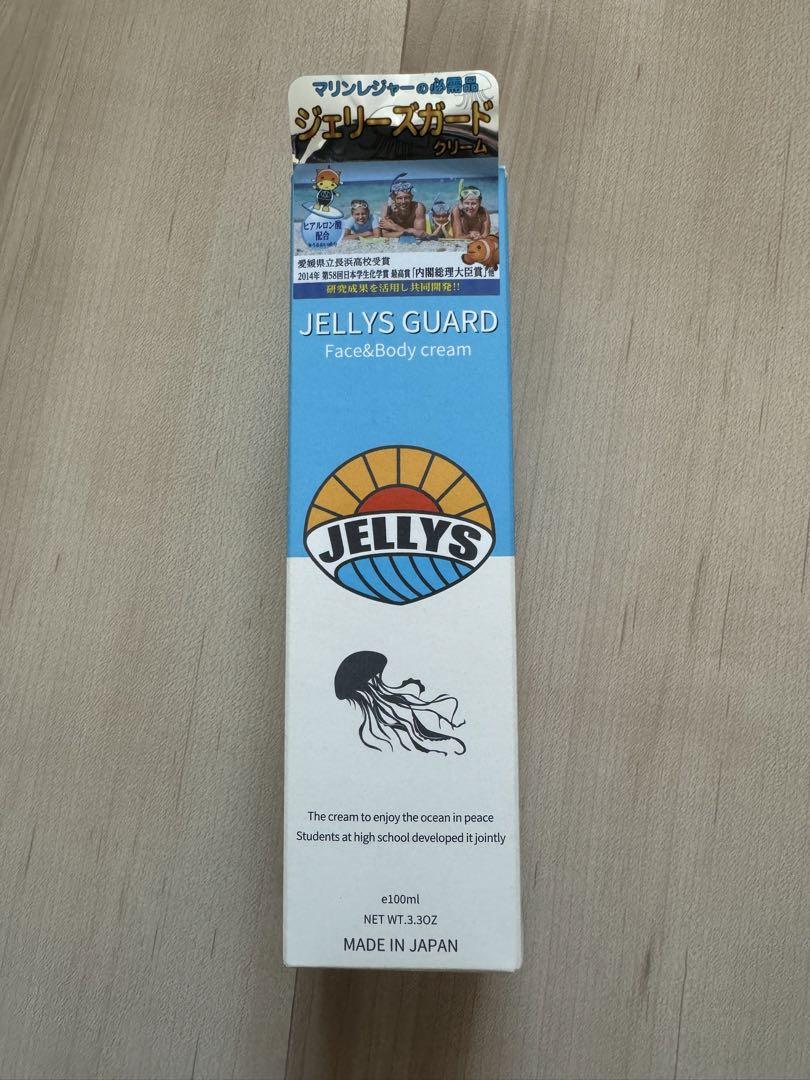 マリンレジャーの必需品
ジェリーズガード
クリーム
ヒアルロン酸
配合
愛媛県立長浜高校受賞
2014年 第58回日本学生化学賞 最高賞「内閣総理大臣賞」他
研究成果を活用し共同開発!!
JELLYS GUARD
Face&Body cream
JELLYS
The cream to enjoy the ocean in peace
Students at high school developed it jointly
e100ml
NET WT.3.3OZ
MADE IN JAPAN